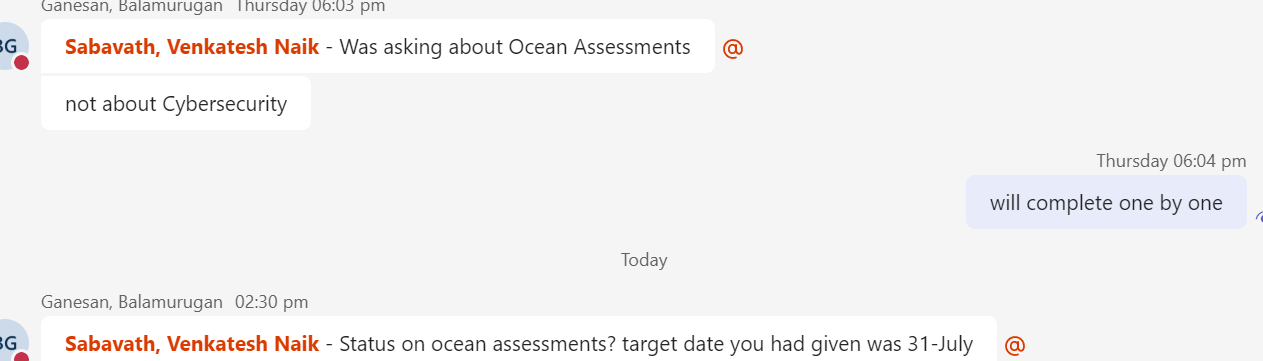 Ganesan, Balamurugan Thursday 06:03 pm
BG
Sabavath, Venkatesh Naik - Was asking about Ocean Assessments @
not about Cybersecurity
Thursday 06:04 pm
will complete one by one
Today
Ganesan, Balamurugan 02:30 pm
BG
Sabavath, Venkatesh Naik - Status on ocean assessments? target date you had given was 31-July @